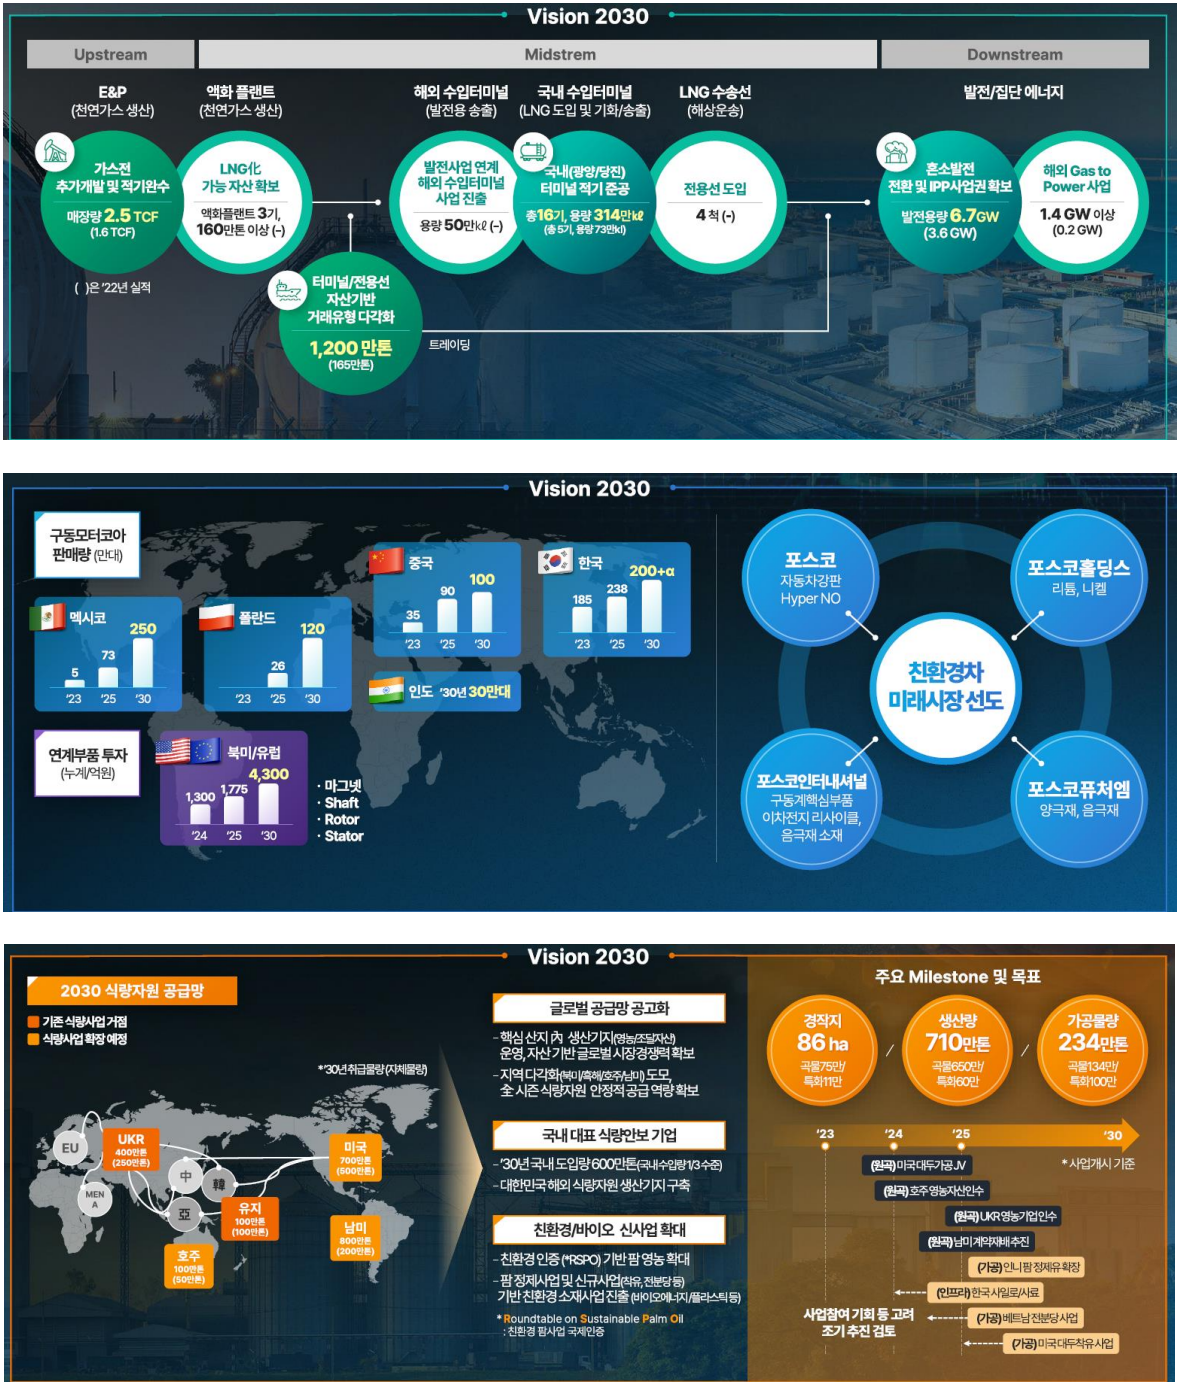 Vision 2030
Upstream
Midstrem
Downstream
E&P
(천연가스 생산)
액화 플랜트
(천연가스 생산)
해외 수입터미널
(발전용 송출)
국내 수입터미널
(LNG 도입 및 기화/송출)
LNG 수송선
(해상운송)
발전/집단 에너지
가스전
추가개발 및 적기완수
매장량 2.5 TCF
(1.6 TCF)
LNG化
가능 자산 확보
액화플랜트 3기,
160만톤 이상 (-)
발전사업 연계
해외 수입터미널
사업 진출
용량 50만㎘ (-)
국내(광양/당진)
터미널 적기 준공
총16기, 용량 314만㎘
(총 5기, 용량 73만kl)
전용선 도입
4 척 (-)
혼소발전
전환 및 IPP사업권 확보
발전용량 6.7GW
(3.6 GW)
해외 Gas to
Power 사업
1.4 GW 이상
(0.2 GW)
( )은 '22년 실적
터미널/전용선
자산기반
거래유형 다각화
1,200 만톤
(165만톤)
트레이딩
Vision 2030
구동모터코아
판매량 (만대)
멕시코
250
73
5
'23 '25 '30
폴란드
120
26
'23 '25 '30
중국
100
90
35
'23 '25 '30
한국
200+α
238
185
'23 '25 '30
인도 '30년 30만대
연계부품 투자
(누계/억원)
북미/유럽
4,300
1,775
1,300
'24 '25 '30
· 마그넷
· Shaft
· Rotor
· Stator
포스코
자동차강판
Hyper NO
포스코홀딩스
리튬, 니켈
친환경차
미래시장 선도
포스코인터내셔널
구동계핵심부품
이차전지 리사이클,
음극재 소재
포스코퓨처엠
양극재, 음극재
Vision 2030
2030 식량자원 공급망
기존 식량사업 거점
식량사업 확장 예정
*'30년 취급물량 (자체물량)
EU
UKR
400만톤
(250만톤)
MEN
A
中
韓
亞
미국
700만톤
(500만톤)
유지
100만톤
(100만톤)
남미
800만톤
(200만톤)
호주
100만톤
(50만톤)
글로벌 공급망 공고화
- 핵심 산지 內 생산기지(영농/조달자산)
운영, 자산 기반 글로벌 시장경쟁력 확보
- 지역 다각화(북미/흑해/호주/남미) 도모,
全 시즌 식량자원 안정적 공급 역량 확보
국내 대표 식량안보 기업
- '30년 국내 도입량 600만톤(국내수입량 1/3 수준)
- 대한민국 해외 식량자원 생산기지 구축
친환경/바이오 신사업 확대
- 친환경 인증 (*RSPO) 기반 팜 영농 확대
- 팜 정제사업 및 신규사업(착유, 전분당 등)
기반 친환경 소재사업 진출 (바이오에너지/플라스틱 등)
* Roundtable on Sustainable Palm Oil
: 친환경 팜사업 국제인증
주요 Milestone 및 목표
경작지
86 ha
곡물75만/
특화11만
/
생산량
710만톤
곡물650만/
특화60만
/
가공물량
234만톤
곡물134만/
특화100만
'23 '24 '25 '30
* 사업개시 기준
(원곡) 미국 대두가공 JV
(원곡) 호주 영농자산인수
(원곡) UKR 영농기업 인수
(원곡) 남미 계약재배 추진
(가공) 인니 팜 정제유 확장
(인프라) 한국 사일로/사료
(가공) 베트남 전분당 사업
(가공) 미국 대두착유 사업
사업참여 기회 등 고려
조기 추진 검토